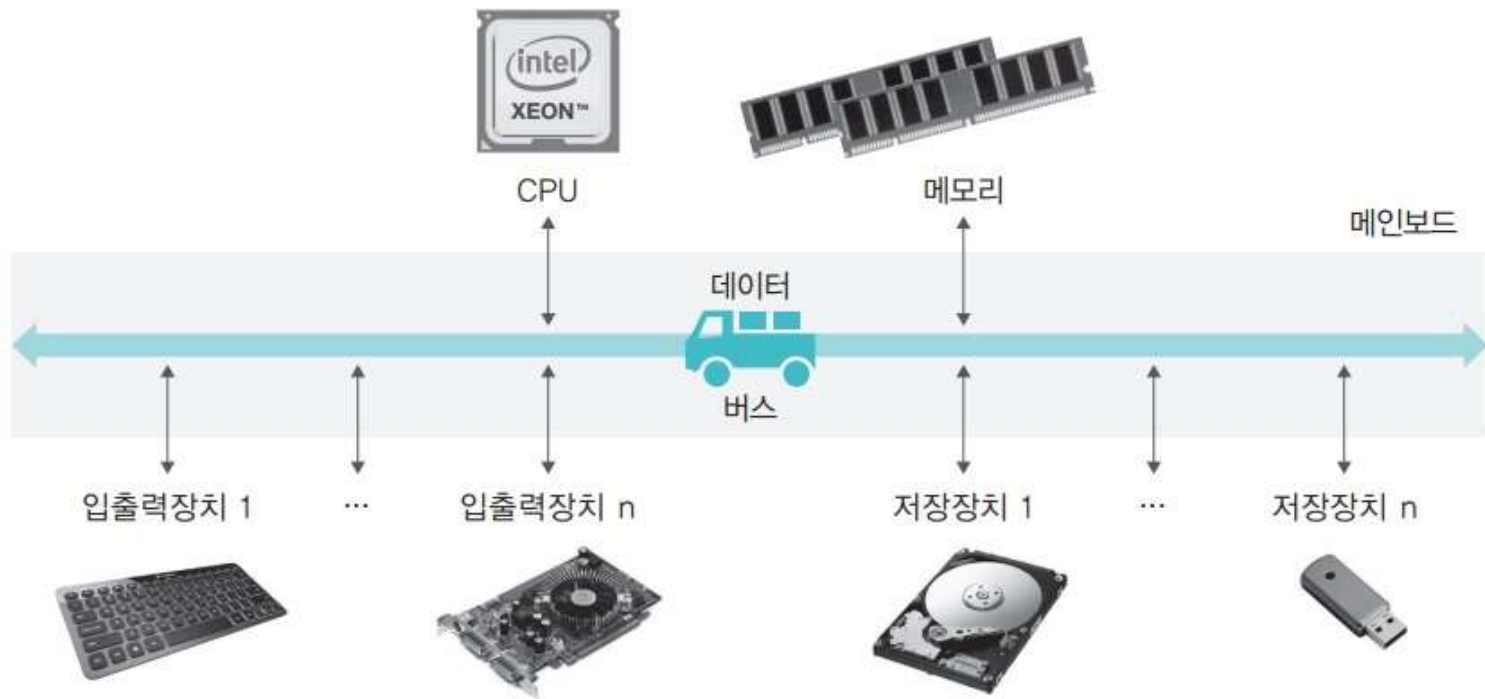 intel
XEON™
CPU
메모리
메인보드
데이터
버스
입출력장치 1
...
입출력장치 n
저장장치 1
...
저장장치 n